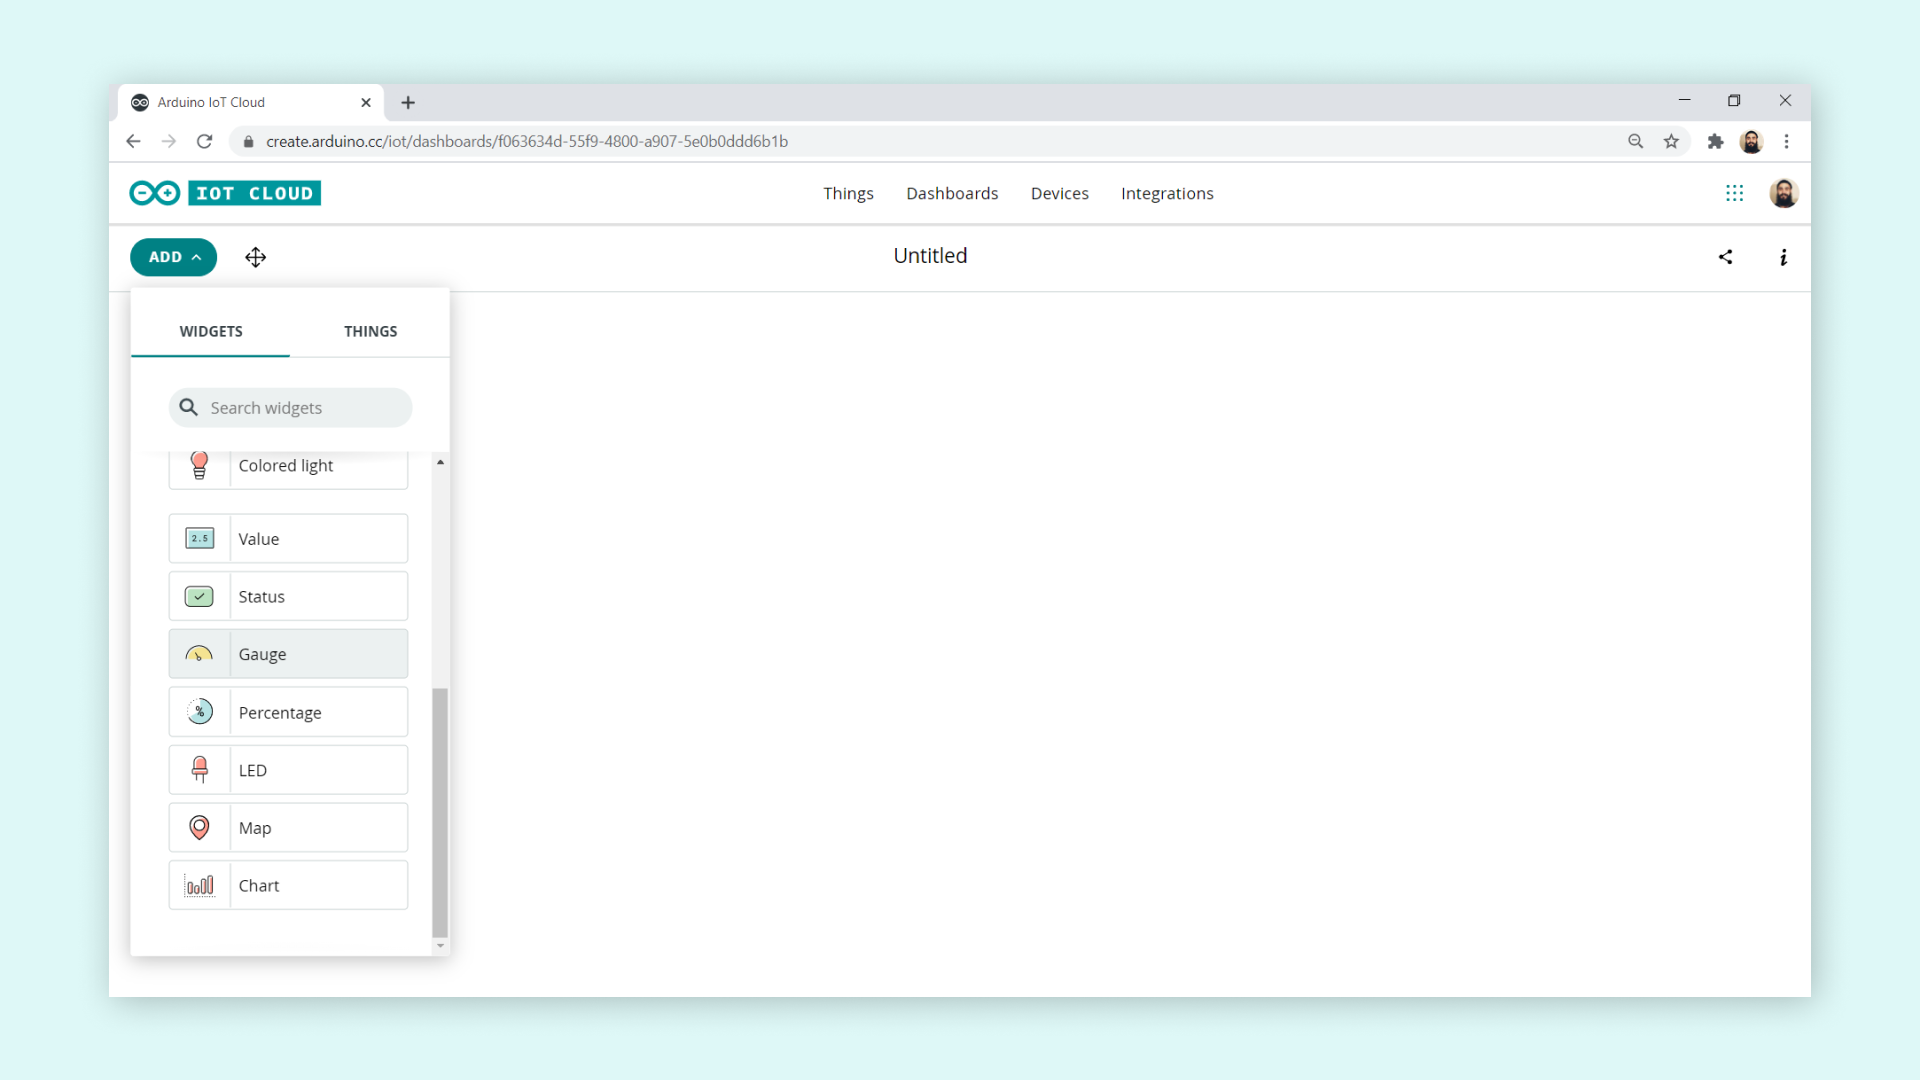 Arduino IoT Cloud
create.arduino.cc/iot/dashboards/f063634d-55f9-4800-a907-5e0b0ddd6b1b
IOT CLOUD
Things Dashboards Devices Integrations
ADD
Untitled
i
WIDGETS THINGS
Search widgets
Colored light
2.5 Value
Status
Gauge
% Percentage
LED
Map
Chart